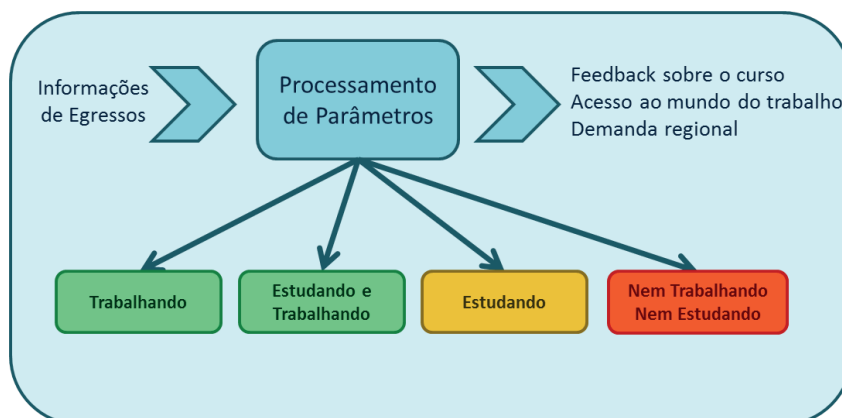 Informações
de Egressos
Processamento
de Parâmetros
Feedback sobre o curso
Acesso ao mundo do trabalho
Demanda regional
Trabalhando
Estudando e
Trabalhando
Estudando
Nem Trabalhando
Nem Estudando